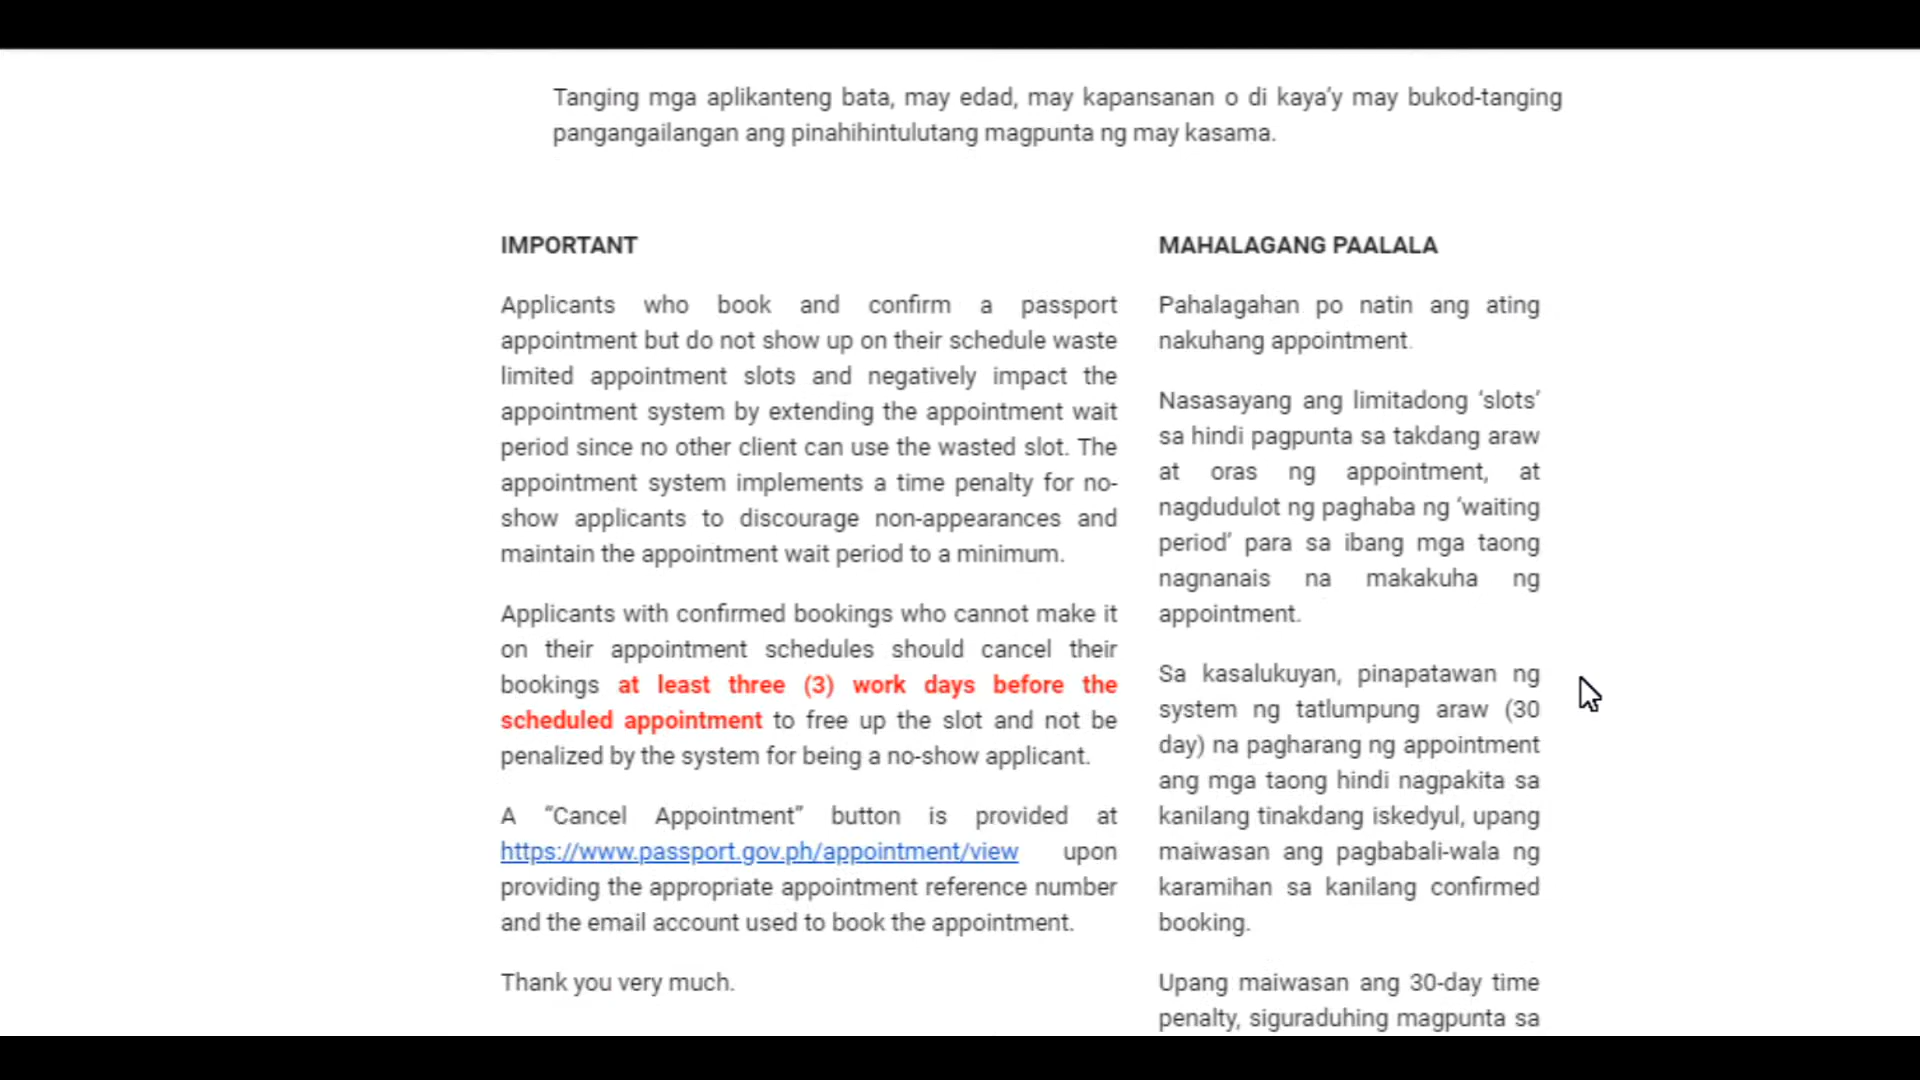 Tanging mga aplikanteng bata, may edad, may kapansanan o di kaya'y may bukod-tanging
pangangailangan ang pinahihintulutang magpunta ng may kasama.
IMPORTANT
Applicants who book and confirm a passport
appointment but do not show up on their schedule waste
limited appointment slots and negatively impact the
appointment system by extending the appointment wait
period since no other client can use the wasted slot. The
appointment system implements a time penalty for no-
show applicants to discourage non-appearances and
maintain the appointment wait period to a minimum.
Applicants with confirmed bookings who cannot make it
on their appointment schedules should cancel their
bookings at least three (3) work days before the
scheduled appointment to free up the slot and not be
penalized by the system for being a no-show applicant.
A “Cancel Appointment” button is provided at
https://www.passport.gov.ph/appointment/view upon
providing the appropriate appointment reference number
and the email account used to book the appointment.
Thank you very much.
MAHALAGANG PAALALA
Pahalagahan po natin ang ating
nakuhang appointment.
Nasasayang ang limitadong ‘slots’
sa hindi pagpunta sa takdang araw
at oras ng appointment, at
nagdudulot ng paghaba ng ‘waiting
period’ para sa ibang mga taong
nagnanais na makakuha ng
appointment.
Sa kasalukuyan, pinapatawan ng
system ng tatlumpung araw (30
day) na pagharang ng appointment
ang mga taong hindi nagpakita sa
kanilang tinakdang iskedyul, upang
maiwasan ang pagbabali-wala ng
karamihan sa kanilang confirmed
booking.
Upang maiwasan ang 30-day time
penalty, siguraduhing magpunta sa